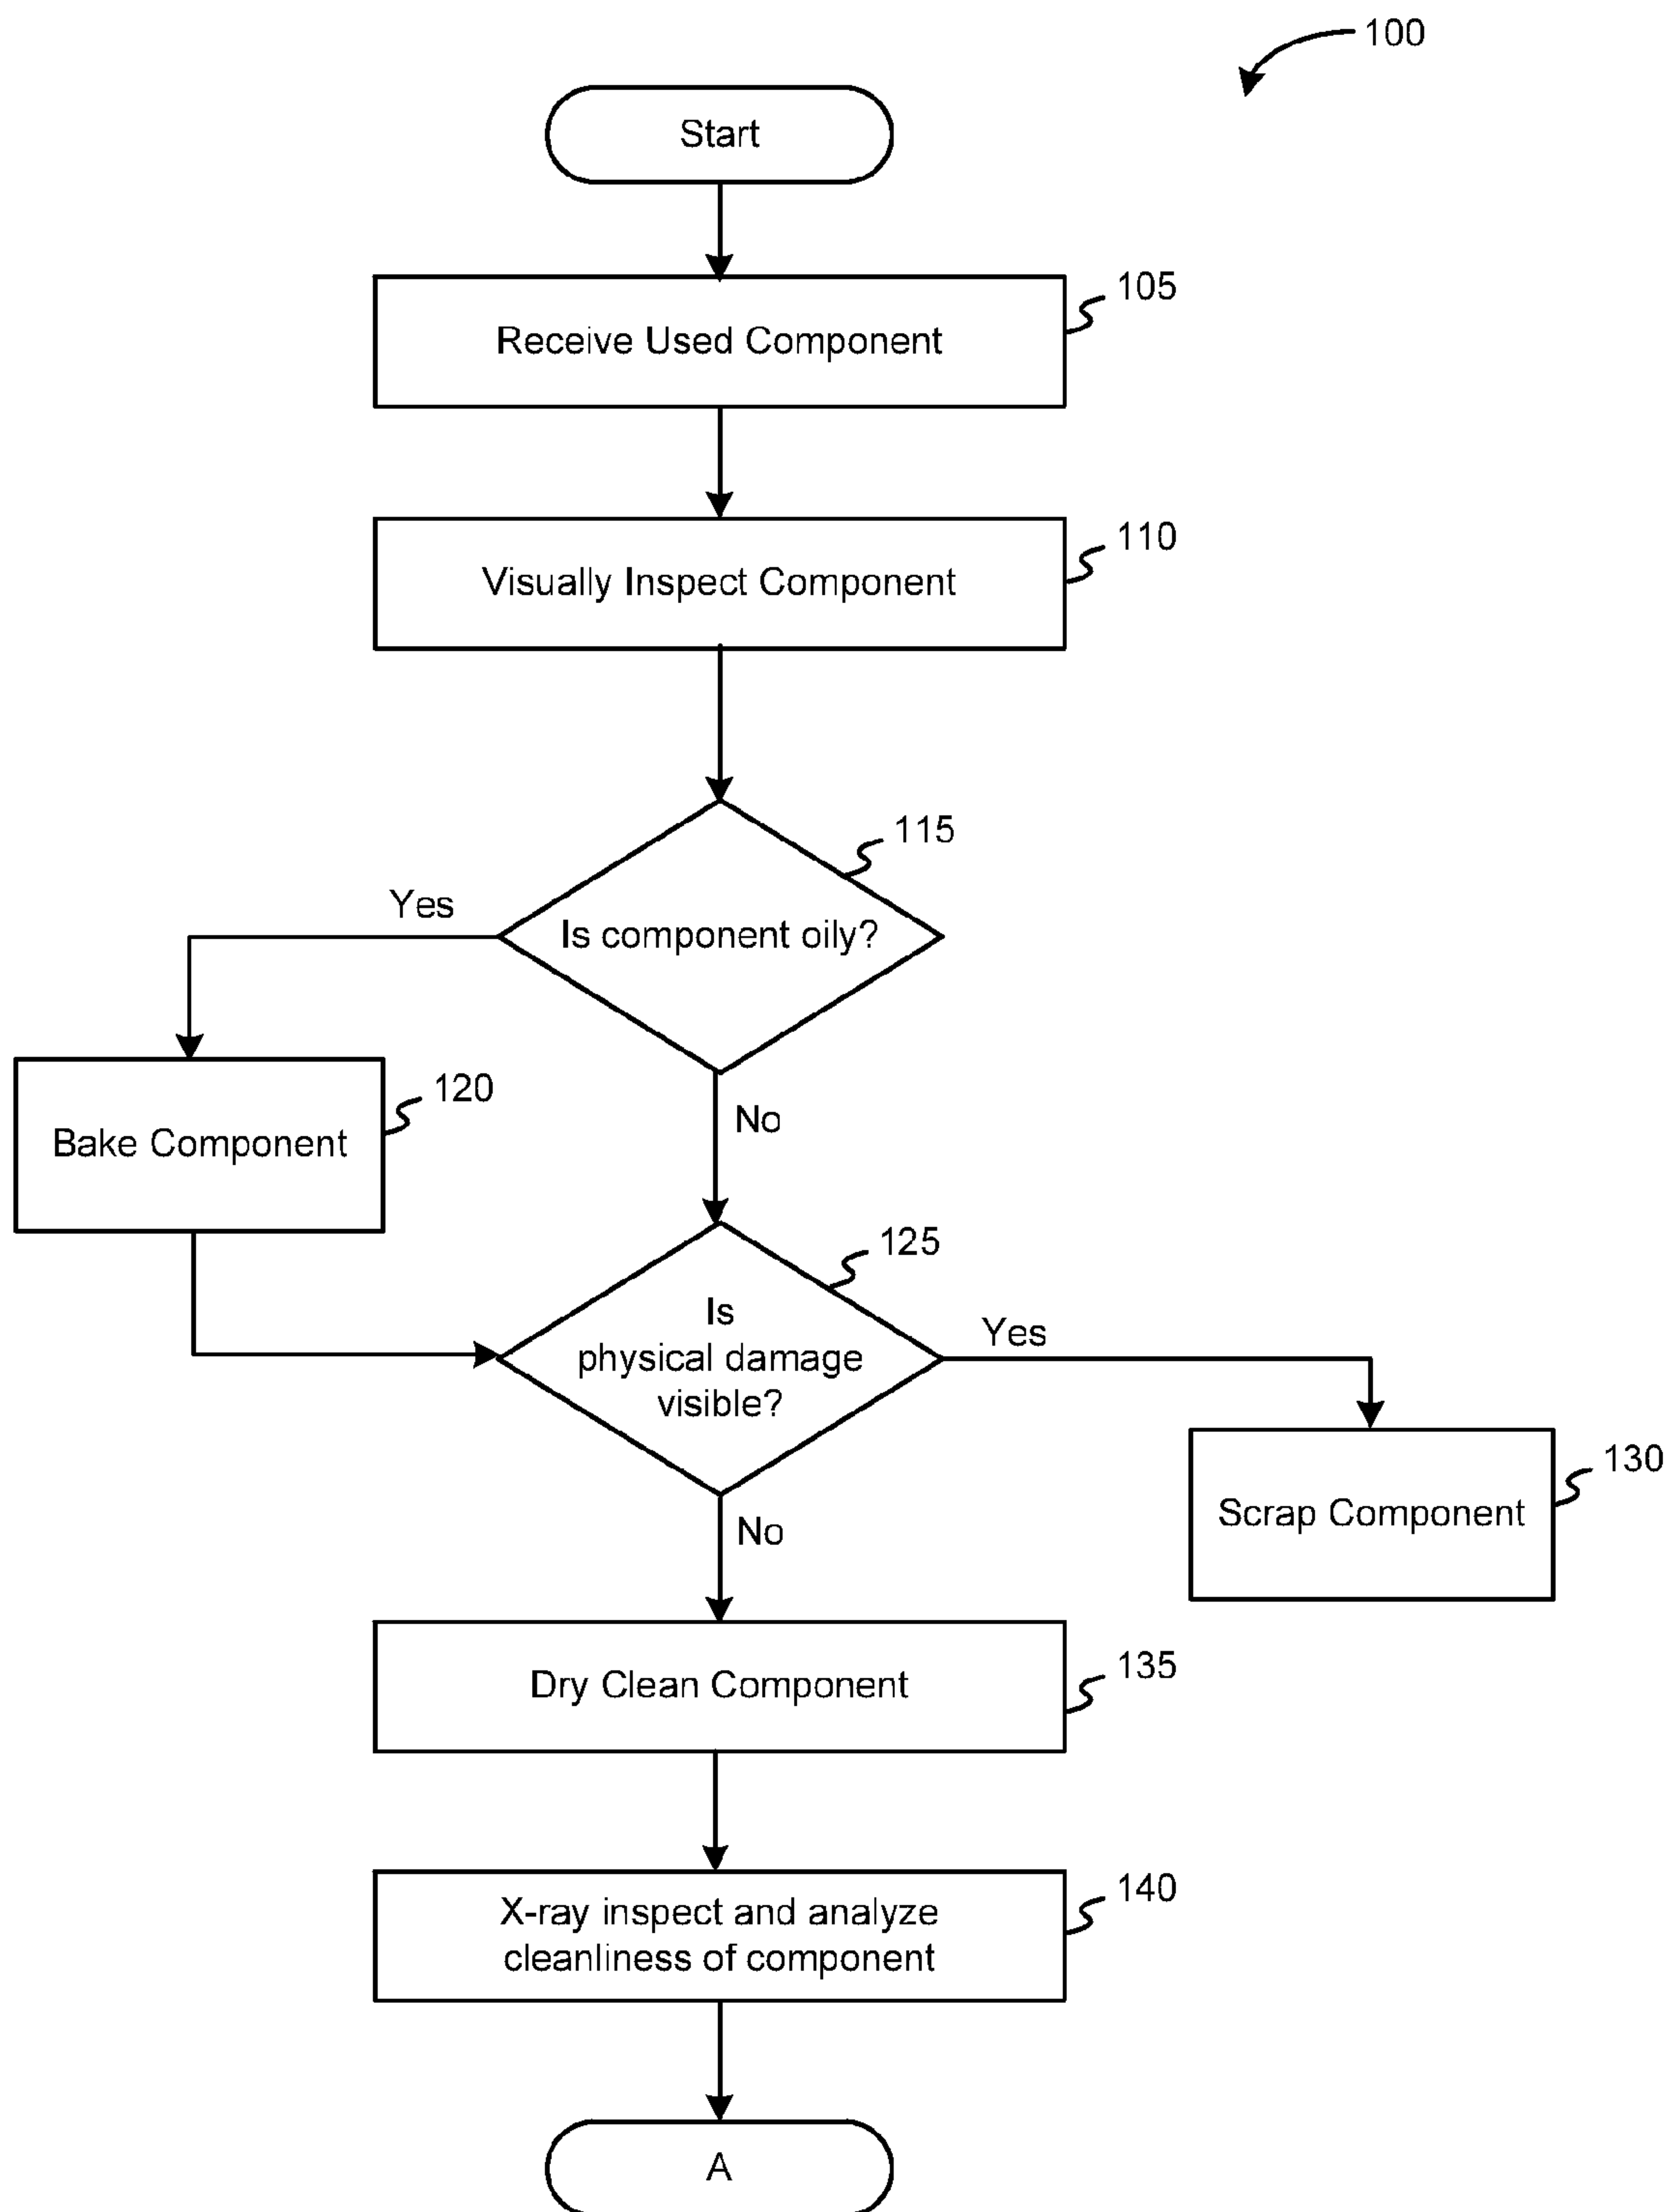 100
Start
105
Receive Used Component
110
Visually Inspect Component
115
Yes
Is component oily?
120
Bake Component
No
125
Is
physical damage
visible?
Yes
130
Scrap Component
No
135
Dry Clean Component
140
X-ray inspect and analyze
cleanliness of component
A